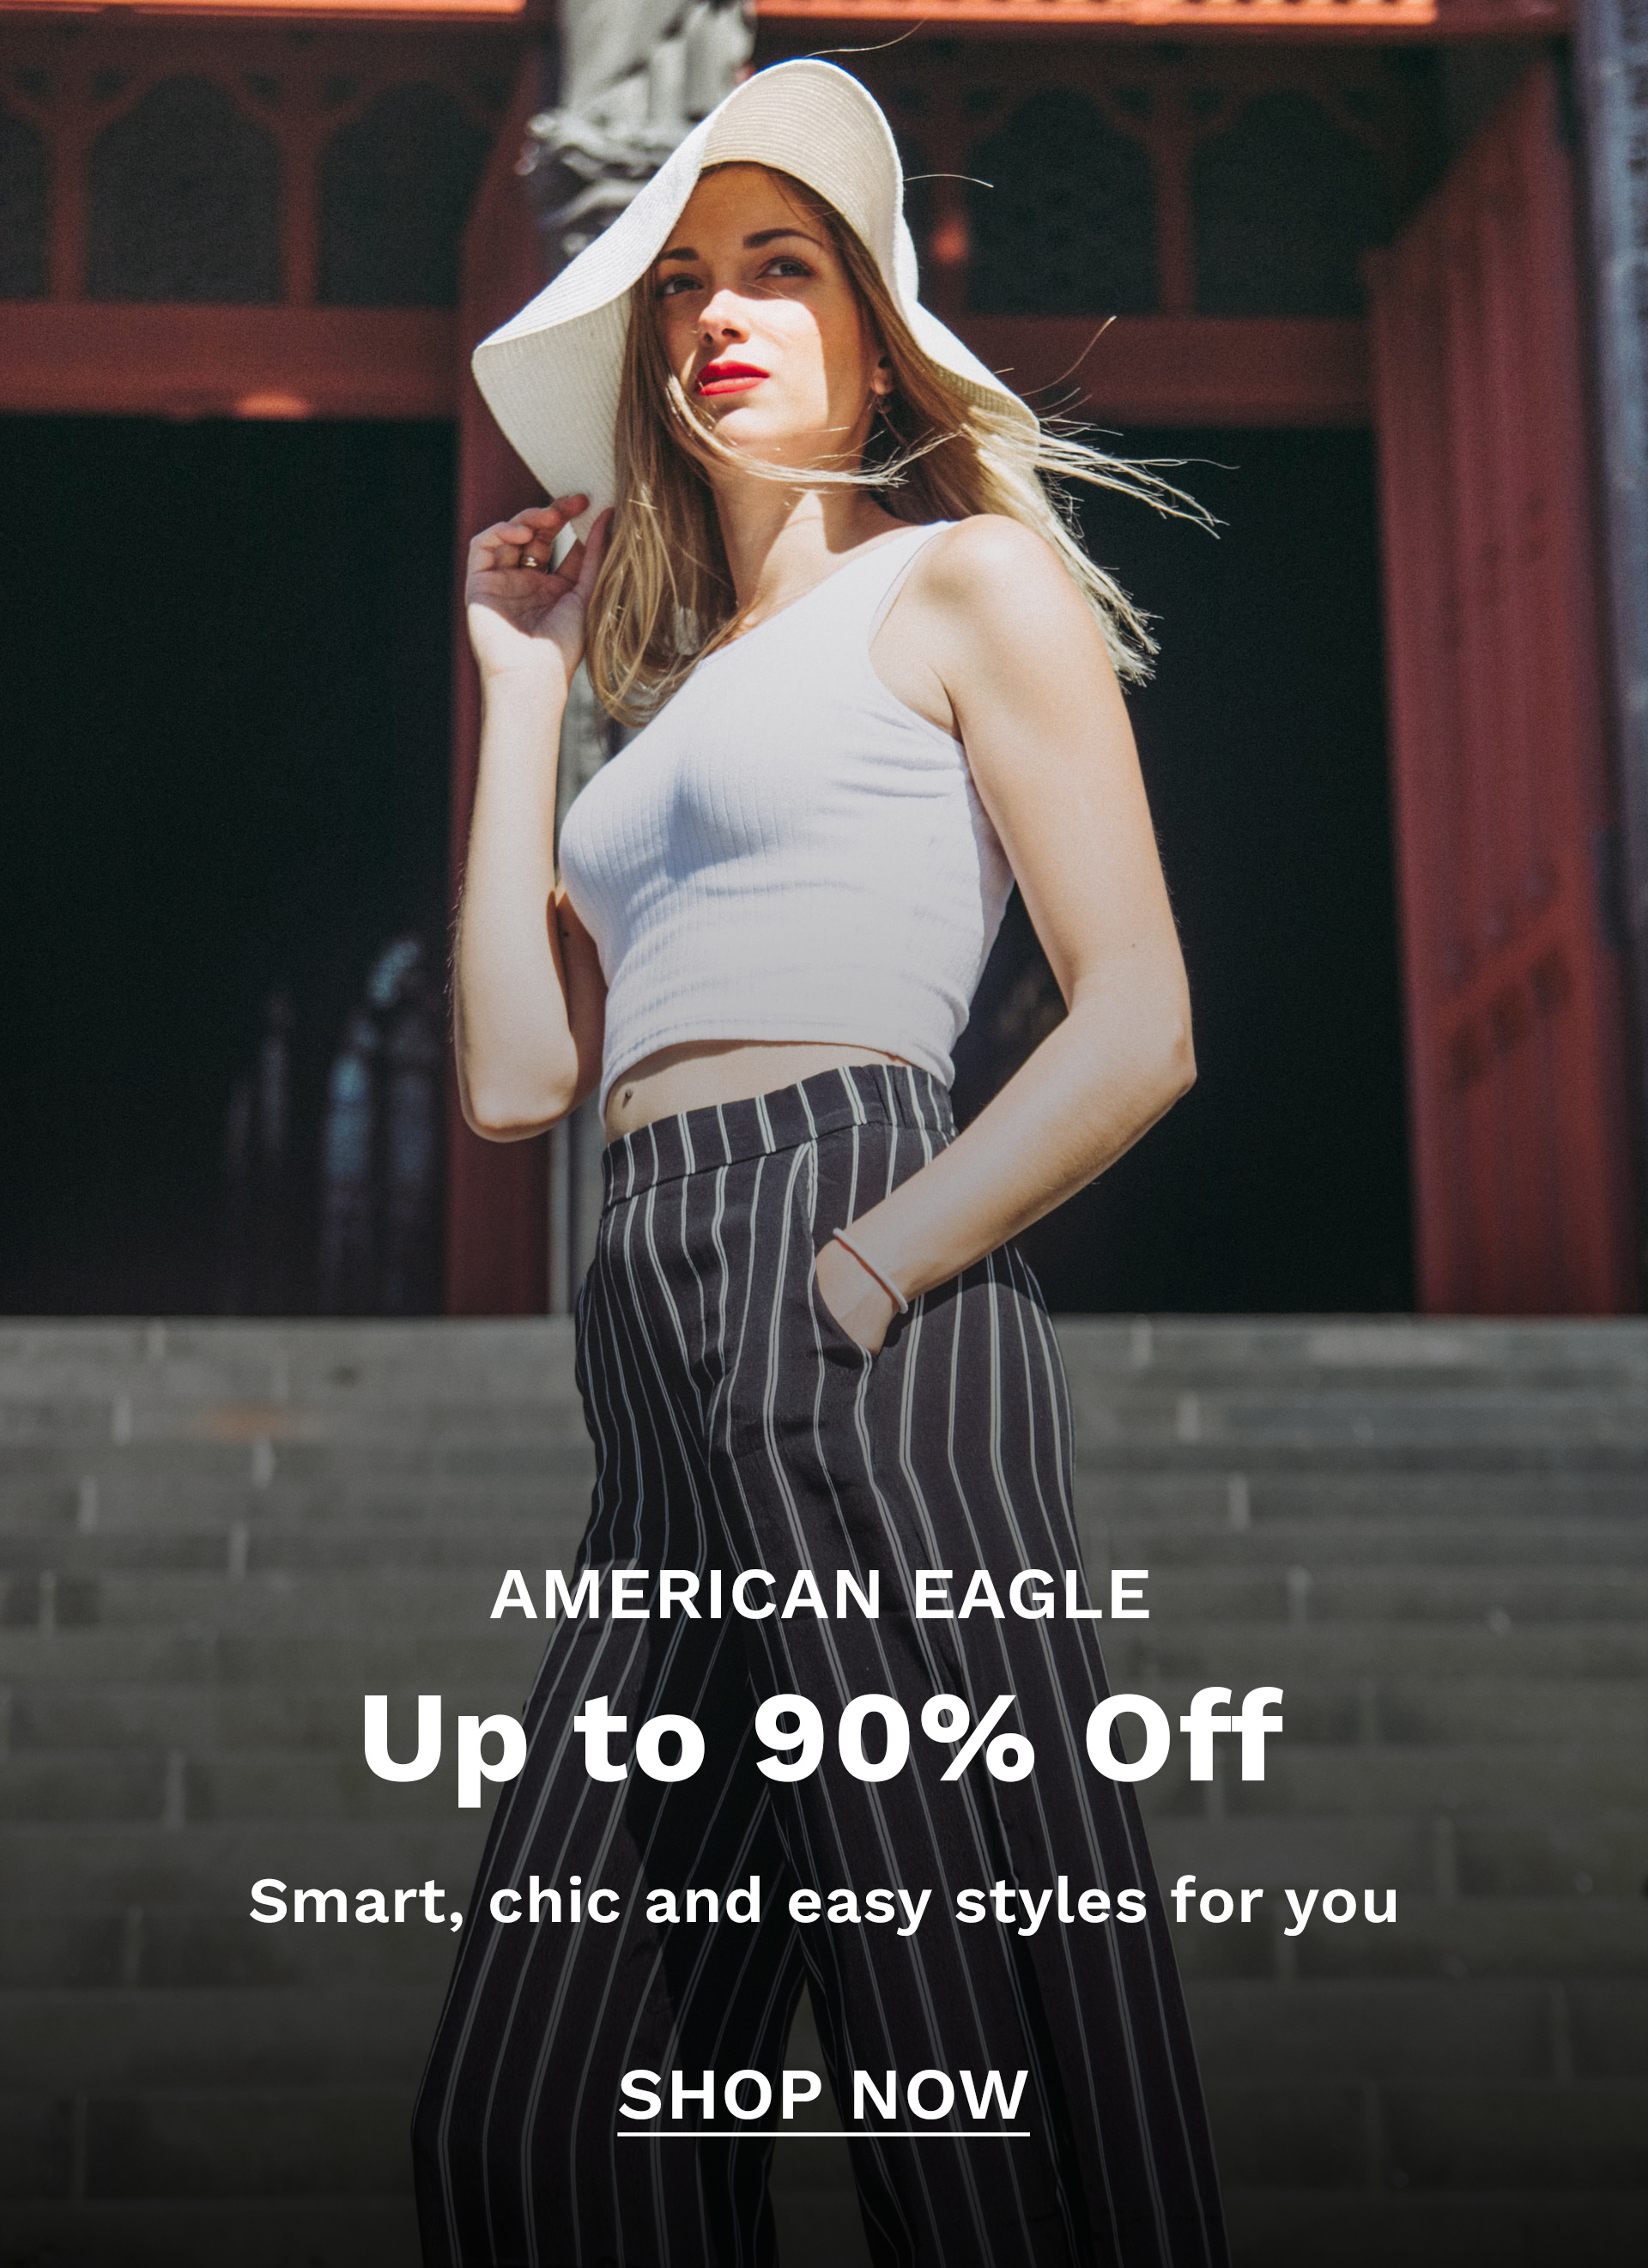 AMERICAN EAGLE
Up to 90% Off
Smart, chic and easy styles for you
SHOP NOW